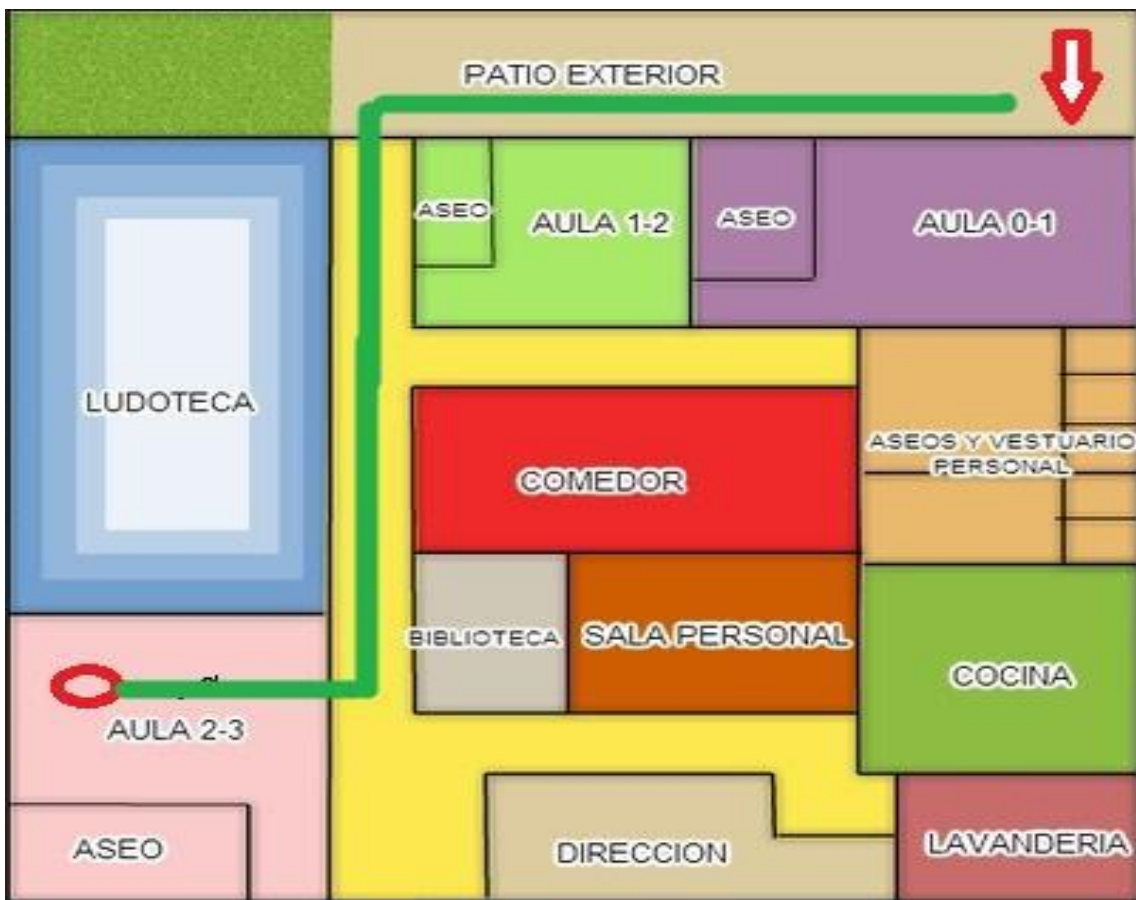 PATIO EXTERIOR
ASEO
AULA 1-2
ASEO
AULA 0-1
LUDOTECA
COMEDOR
ASEOS Y VESTUARIO
PERSONAL
BIBLIOTECA
SALA PERSONAL
COCINA
AULA 2-3
ASEO
DIRECCION
LAVANDERIA